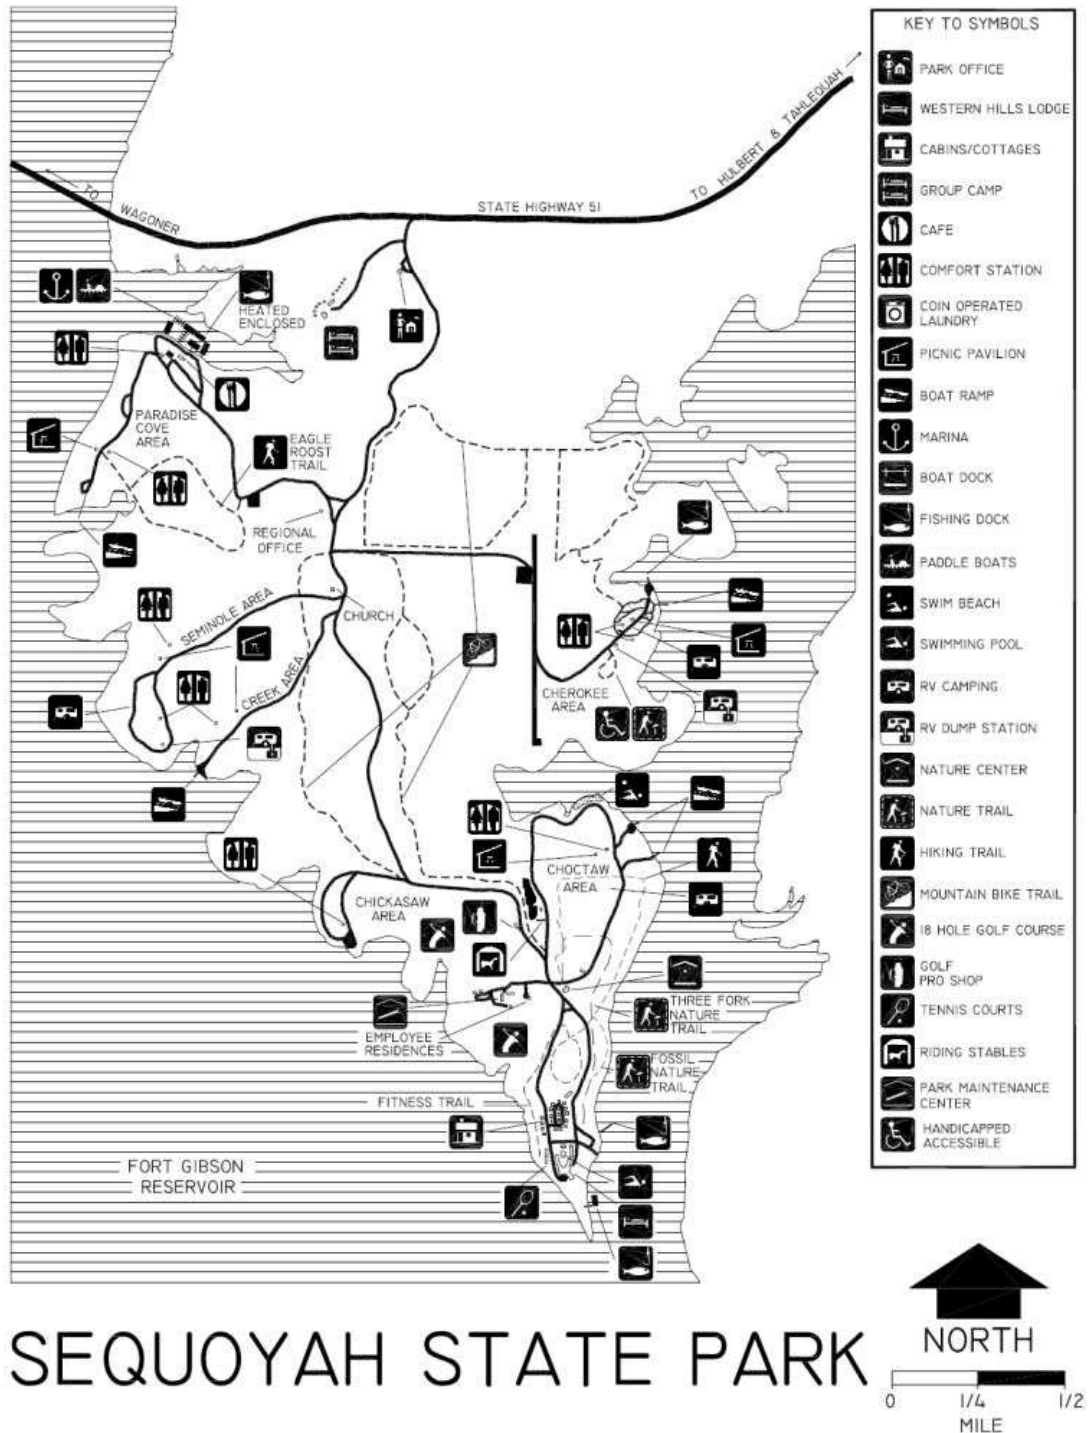 KEY TO SYMBOLS
PARK OFFICE
WESTERN HILLS LODGE
CABINS/COTTAGES
GROUP CAMP
CAFE
COMFORT STATION
COIN OPERATED
LAUNDRY
PICNIC PAVILION
BOAT RAMP
MARINA
BOAT DOCK
FISHING DOCK
PADDLE BOATS
SWIM BEACH
SWIMMING POOL
RV CAMPING
RV DUMP STATION
NATURE CENTER
NATURE TRAIL
HIKING TRAIL
MOUNTAIN BIKE TRAIL
18 HOLE GOLF COURSE
GOLF
PRO SHOP
TENNIS COURTS
RIDING STABLES
PARK MAINTENANCE
CENTER
HANDICAPPED
ACCESSIBLE
TO HULBERT & TAHLEQUAH
TO WAGONER
STATE HIGHWAY 51
HEATED
ENCLOSED
PARADISE
COVE
AREA
EAGLE
ROOST
TRAIL
REGIONAL
OFFICE
SEMINOLE AREA
CHURCH
CREEK AREA
CHEROKEE
AREA
CHOCTAW
AREA
CHICKASAW
AREA
THREE FORK
NATURE
TRAIL
EMPLOYEE
RESIDENCES
FOSSIL
NATURE
TRAIL
FITNESS TRAIL
FORT GIBSON
RESERVOIR
SEQUOYAH STATE PARK
NORTH
0 1/4 1/2
MILE